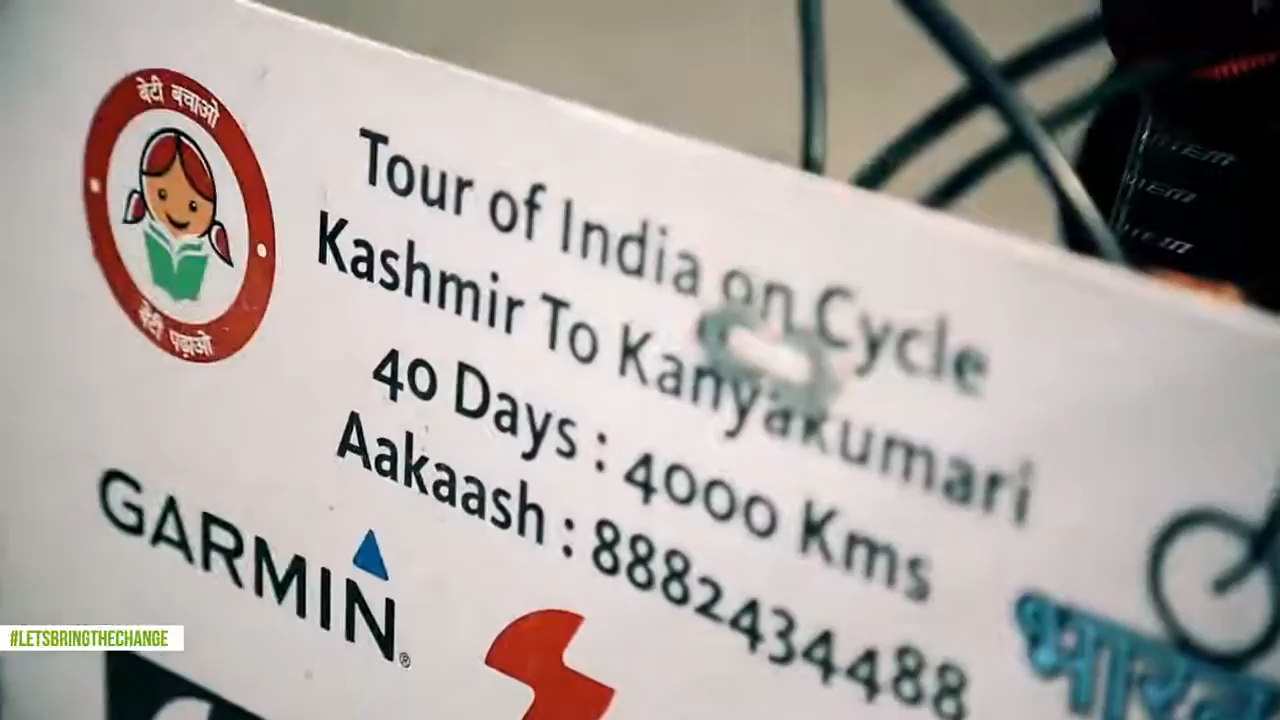 बेटी बचाओ
बेटी पढ़ाओ
Tour of India on Cycle
Kashmir To Kanyakumari
40 Days : 4000 Kms
Aakaash : 8882434488
GARMIN
#LETSBRINGTHECHANGE